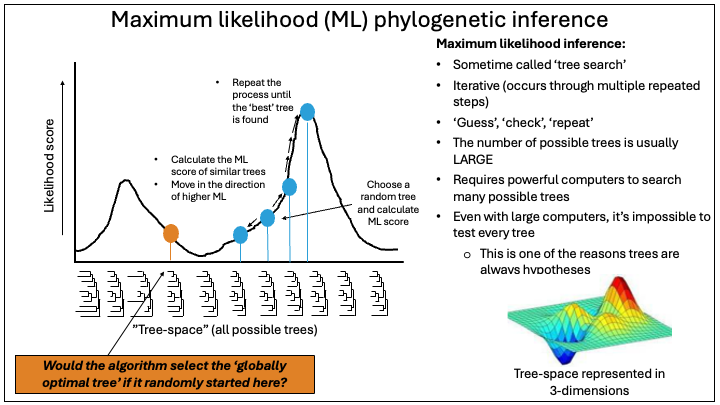 Maximum likelihood (ML) phylogenetic inference
Likelihood score
• Repeat the
process until
the ‘best’ tree
is found
• Calculate the ML
score of similar trees
• Move in the direction
of higher ML
Choose a
random tree
and calculate
ML score
”Tree-space” (all possible trees)
Would the algorithm select the ‘globally
optimal tree’ if it randomly started here?
Maximum likelihood inference:
• Sometime called ‘tree search’
• Iterative (occurs through multiple repeated
steps)
• ‘Guess’, ‘check’, ‘repeat’
• The number of possible trees is usually
LARGE
• Requires powerful computers to search
many possible trees
• Even with large computers, it’s impossible to
test every tree
o This is one of the reasons trees are
always hypotheses
Tree-space represented in
3-dimensions